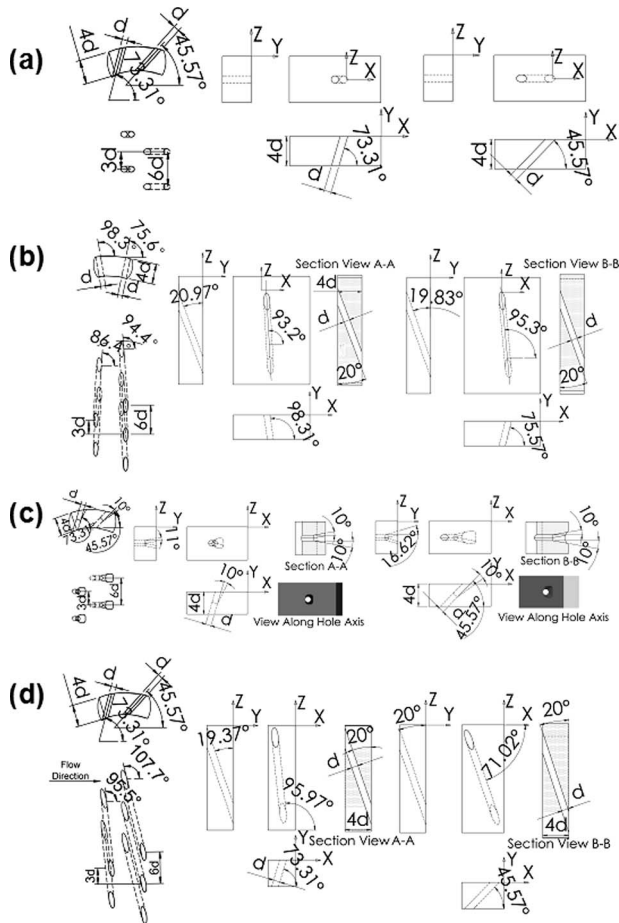 (a)
4d
d
73.31°
d
45.57°
Z
Y
Z
X
Z
Y
Z
X
3d
6d
4d
d
73.31°
Y
X
4d
d
45.57°
Y
X
(b)
98.3°
75.6°
d
4d
d
86.4°
94.4°
3d
6d
20.97°
Z
Y
Z
X
93.2°
Section View A-A
4d
d
20°
Y
X
98.31°
19.83°
Z
Y
Z
X
95.3°
Section View B-B
d
20°
Y
X
75.57°
(c)
d
10°
4d
73.31°
45.57°
3d
6d
Z
Y
11°
Z
X
10°
10°
Section A-A
10°
Y
X
4d
d
View Along Hole Axis
Z
Y
16.62°
Z
X
10°
10°
Section B-B
10°
Y
X
4d
d
45.57°
View Along Hole Axis
(d)
4d
d
73.31°
d
45.57°
Flow
Direction
107.7°
95.5°
3d
6d
19.37°
Z
Y
Z
X
95.97°
20°
d
4d
Section View A-A
Y
X
d
73.31°
20°
Z
Y
Z
X
71.02°
20°
d
4d
Section View B-B
Y
X
45.57°